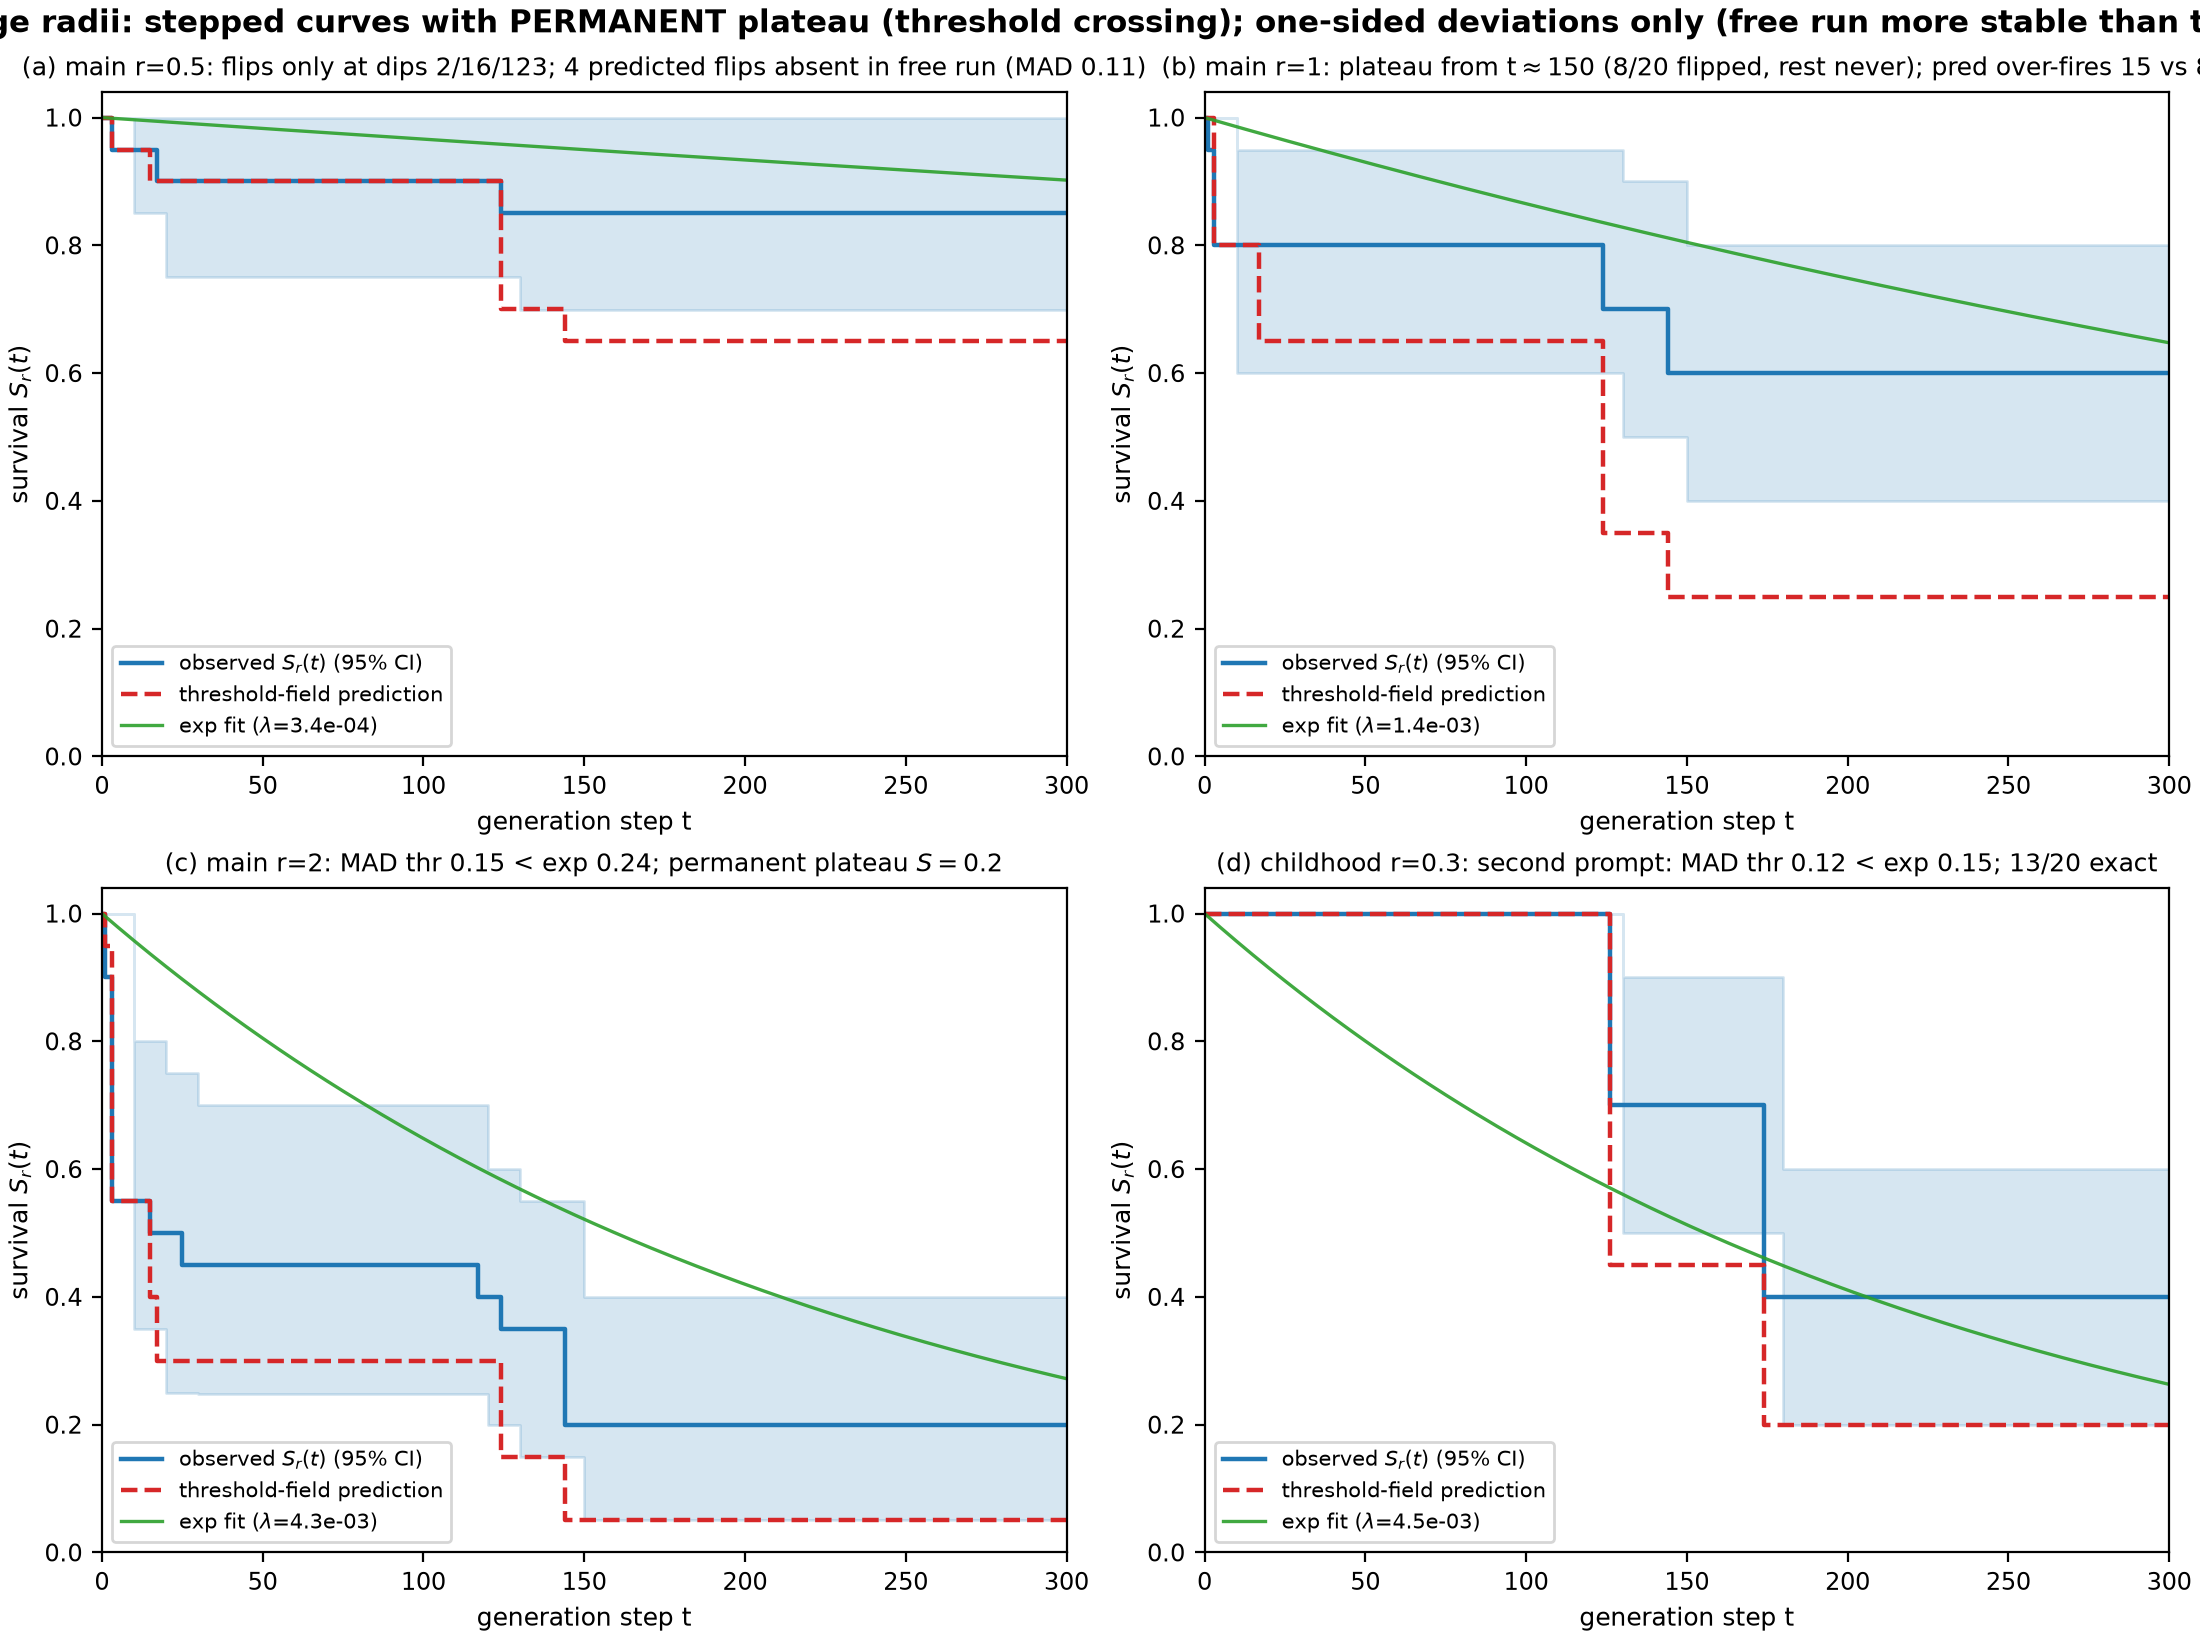 ge radii: stepped curves with PERMANENT plateau (threshold crossing); one-sided deviations only (free run more stable than t
(a) main r=0.5: flips only at dips 2/16/123; 4 predicted flips absent in free run (MAD 0.11)
(b) main r=1: plateau from t≈150 (8/20 flipped, rest never); pred over-fires 15 vs 8
survival Sᵣ(t)
1.0
0.8
0.6
0.4
0.2
0.0
observed Sᵣ(t) (95% CI)
threshold-field prediction
exp fit (λ=3.4e-04)
0 50 100 150 200 250 300
generation step t
survival Sᵣ(t)
1.0
0.8
0.6
0.4
0.2
0.0
observed Sᵣ(t) (95% CI)
threshold-field prediction
exp fit (λ=1.4e-03)
0 50 100 150 200 250 300
generation step t
(c) main r=2: MAD thr 0.15 < exp 0.24; permanent plateau S = 0.2
survival Sᵣ(t)
1.0
0.8
0.6
0.4
0.2
0.0
observed Sᵣ(t) (95% CI)
threshold-field prediction
exp fit (λ=4.3e-03)
0 50 100 150 200 250 300
generation step t
(d) childhood r=0.3: second prompt: MAD thr 0.12 < exp 0.15; 13/20 exact
survival Sᵣ(t)
1.0
0.8
0.6
0.4
0.2
0.0
observed Sᵣ(t) (95% CI)
threshold-field prediction
exp fit (λ=4.5e-03)
0 50 100 150 200 250 300
generation step t